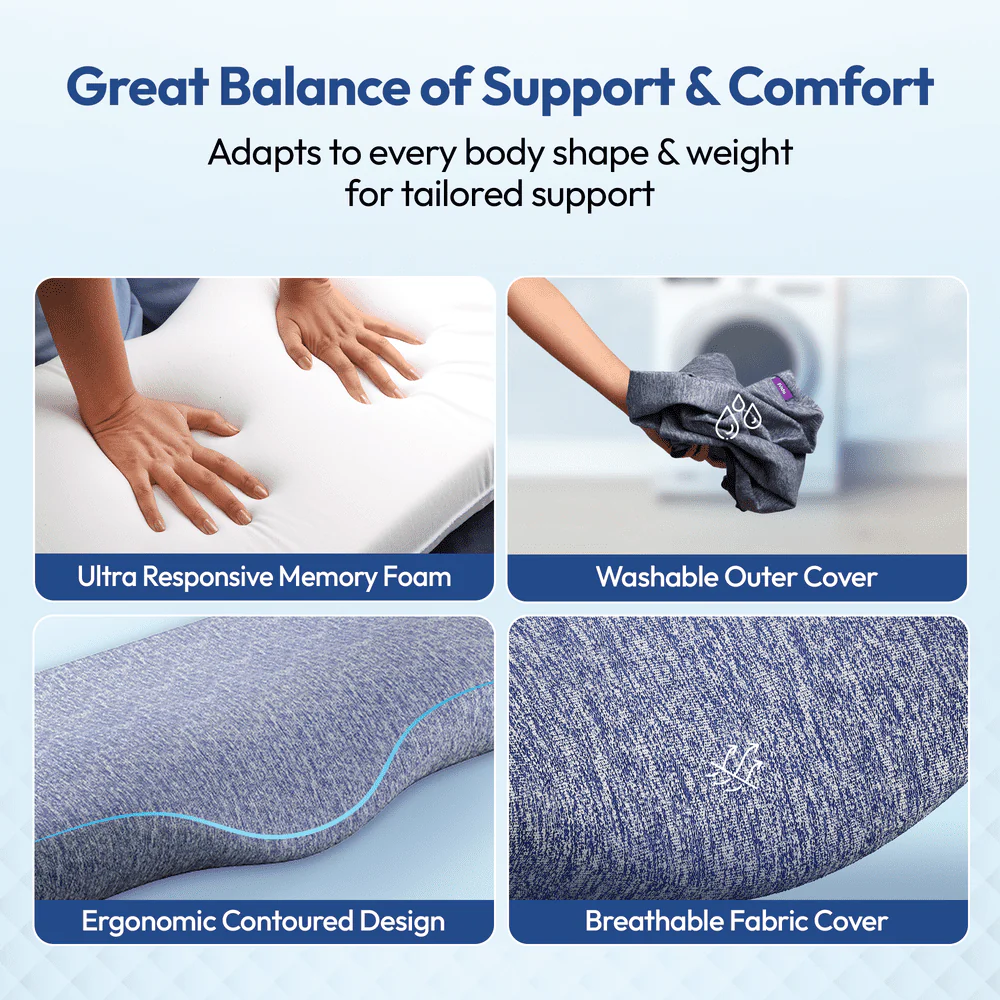 Great Balance of Support & Comfort
Adapts to every body shape & weight
for tailored support
Ultra Responsive Memory Foam
Washable Outer Cover
Ergonomic Contoured Design
Breathable Fabric Cover